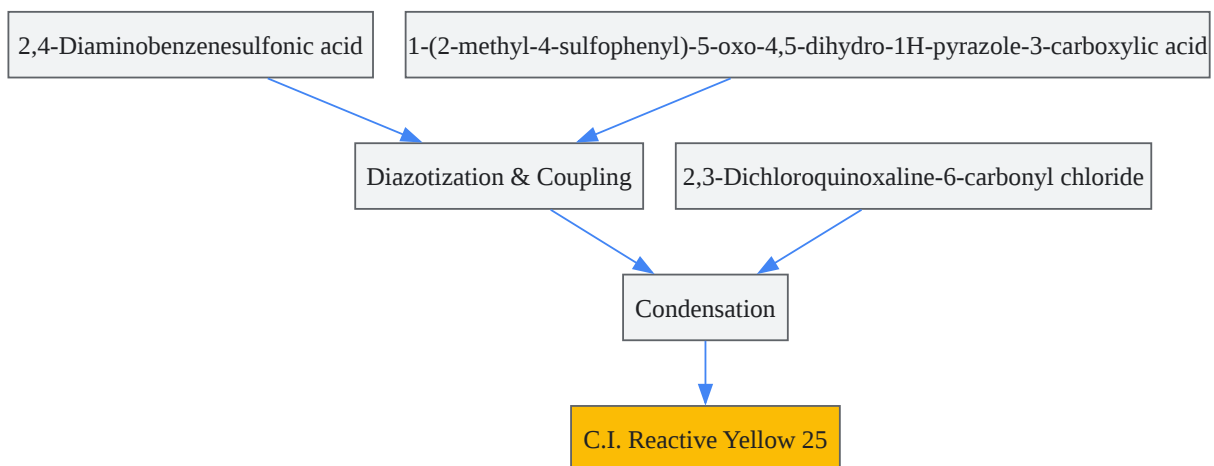 2,4-Diaminobenzenesulfonic acid
1-(2-methyl-4-sulfophenyl)-5-oxo-4,5-dihydro-1H-pyrazole-3-carboxylic acid
Diazotization & Coupling
2,3-Dichloroquinoxaline-6-carbonyl chloride
Condensation
C.I. Reactive Yellow 25